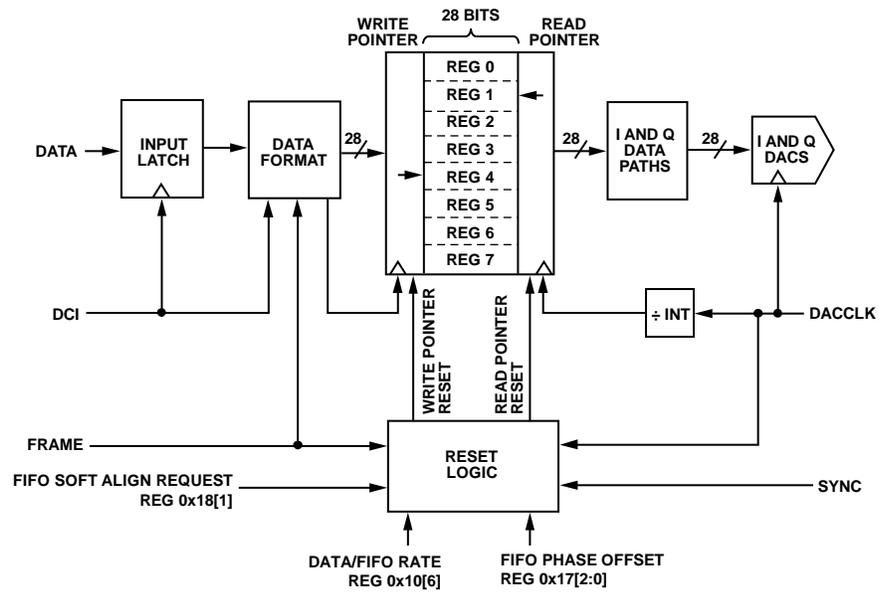 28 BITS
WRITE
POINTER
READ
POINTER
REG 0
REG 1
REG 2
REG 3
REG 4
REG 5
REG 6
REG 7
DATA
INPUT
LATCH
DATA
FORMAT
28
28
I AND Q
DATA
PATHS
28
I AND Q
DACS
DCI
÷ INT
DACCLK
WRITE POINTER
RESET
READ POINTER
RESET
FRAME
RESET
LOGIC
FIFO SOFT ALIGN REQUEST
REG 0x18[1]
SYNC
DATA/FIFO RATE
REG 0x10[6]
FIFO PHASE OFFSET
REG 0x17[2:0]